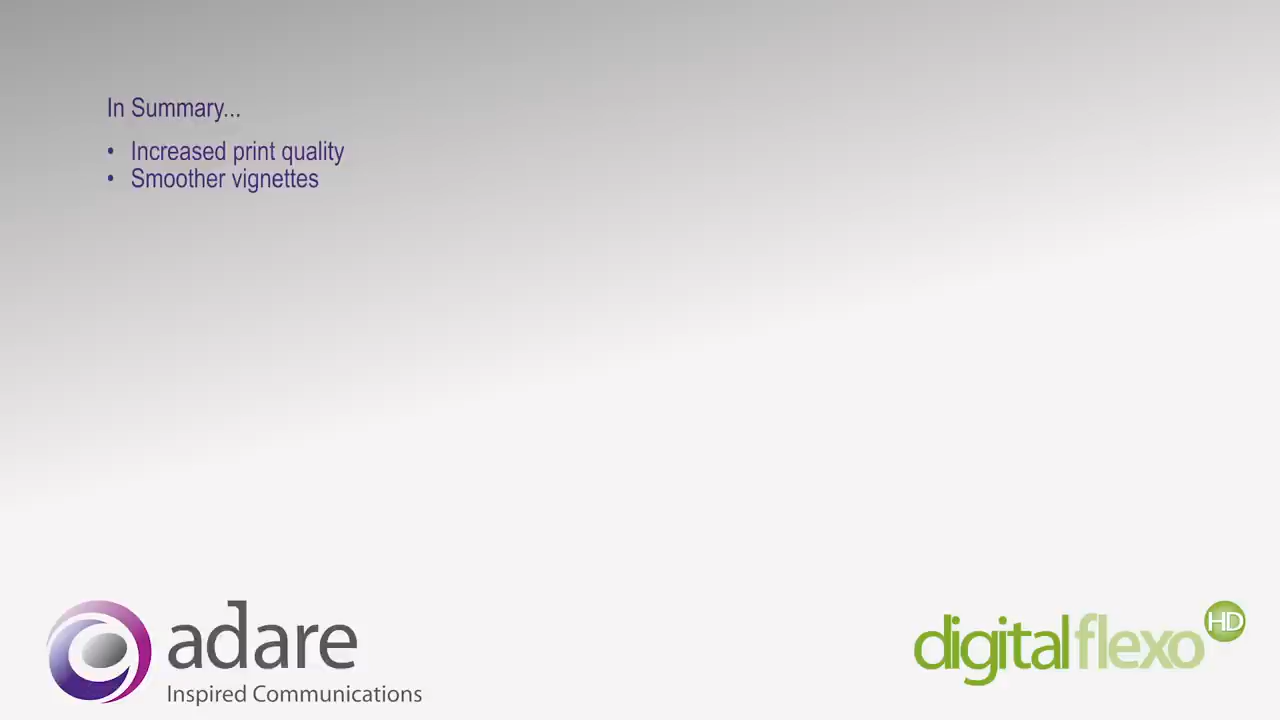 In Summary...
• Increased print quality
• Smoother vignettes
adare
Inspired Communications
digitalflexo HD